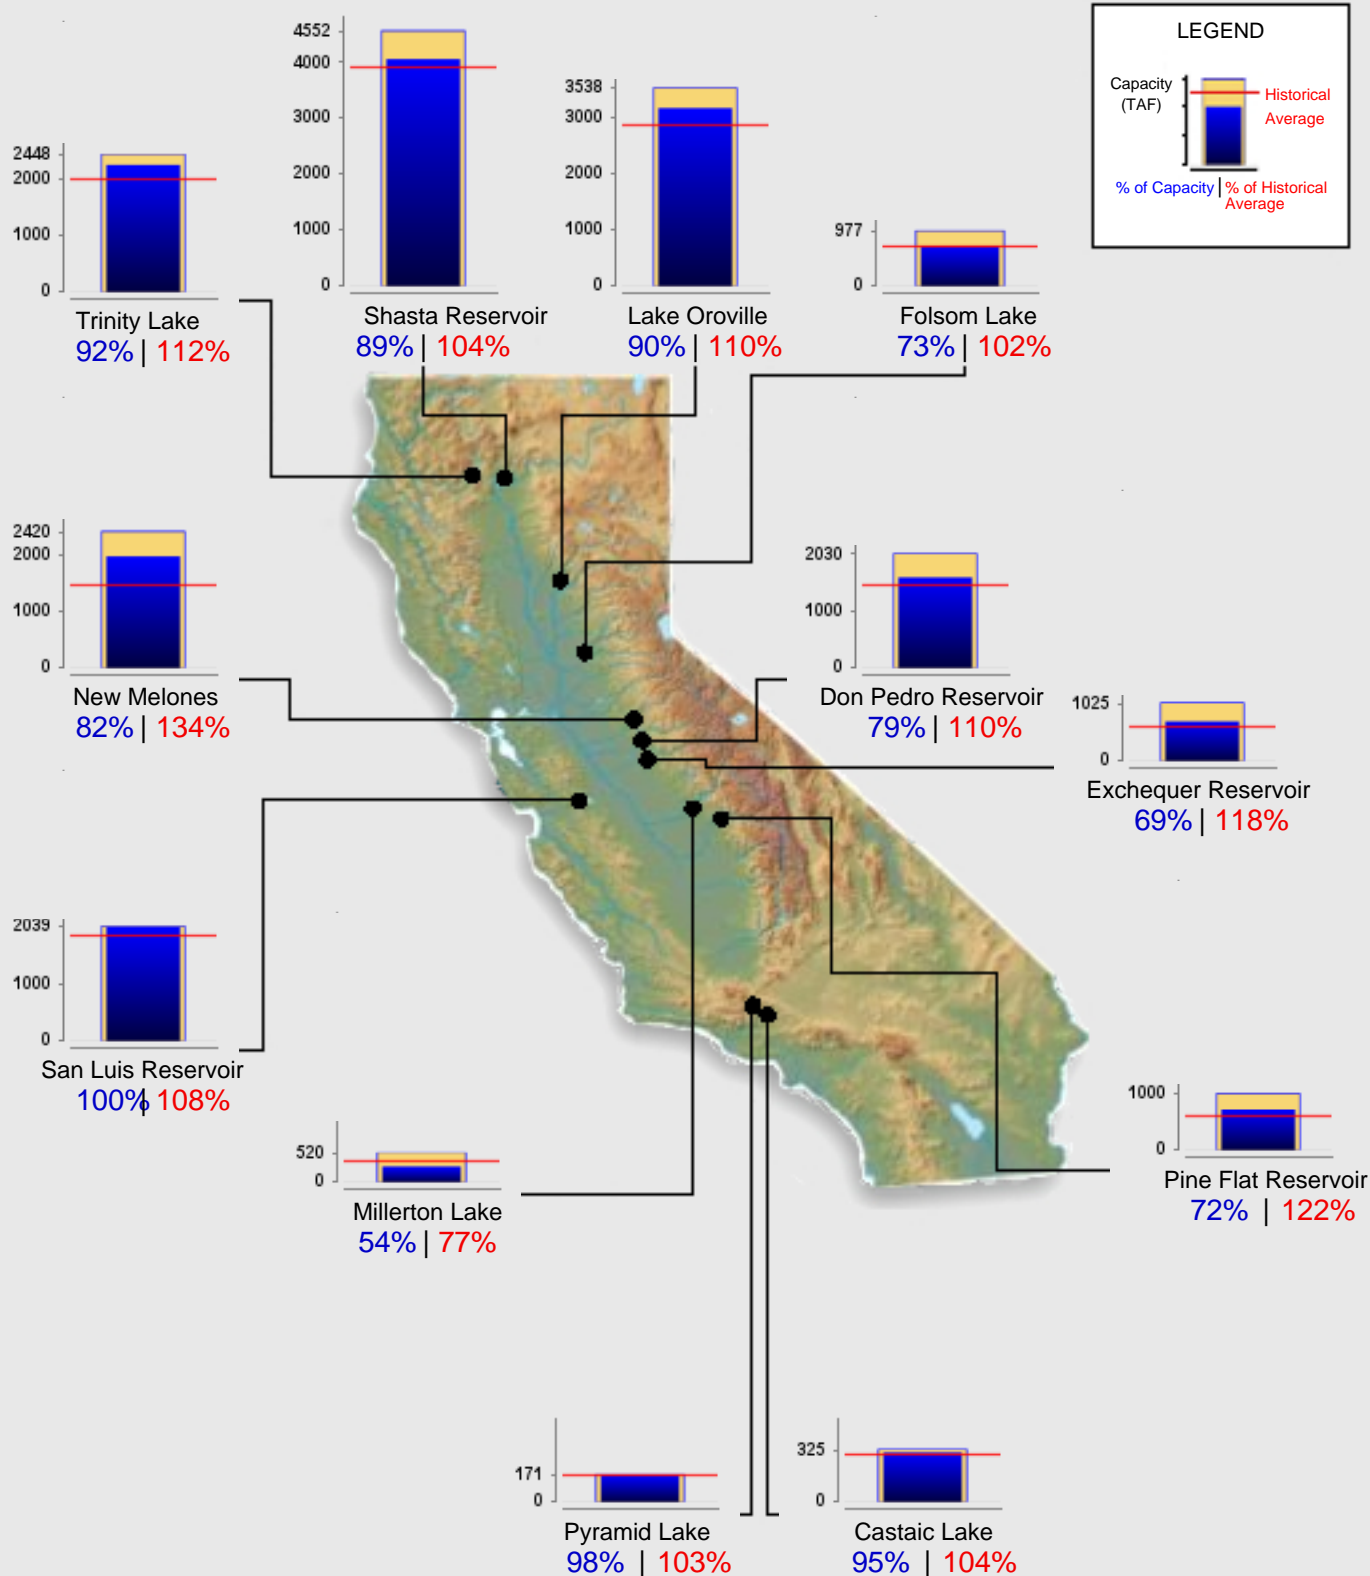 LEGEND
Capacity
(TAF)
Historical
Average
% of Capacity | % of Historical
Average
4552
4000
3000
2000
1000
0
Shasta Reservoir
89% | 104%
3538
3000
2000
1000
0
Lake Oroville
90% | 110%
2448
2000
1000
0
Trinity Lake
92% | 112%
977
0
Folsom Lake
73% | 102%
2420
2000
1000
0
New Melones
82% | 134%
2030
1000
0
Don Pedro Reservoir
79% | 110%
1025
0
Exchequer Reservoir
69% | 118%
2039
1000
0
San Luis Reservoir
100% | 108%
520
0
Millerton Lake
54% | 77%
1000
0
Pine Flat Reservoir
72% | 122%
171
0
Pyramid Lake
98% | 103%
325
0
Castaic Lake
95% | 104%